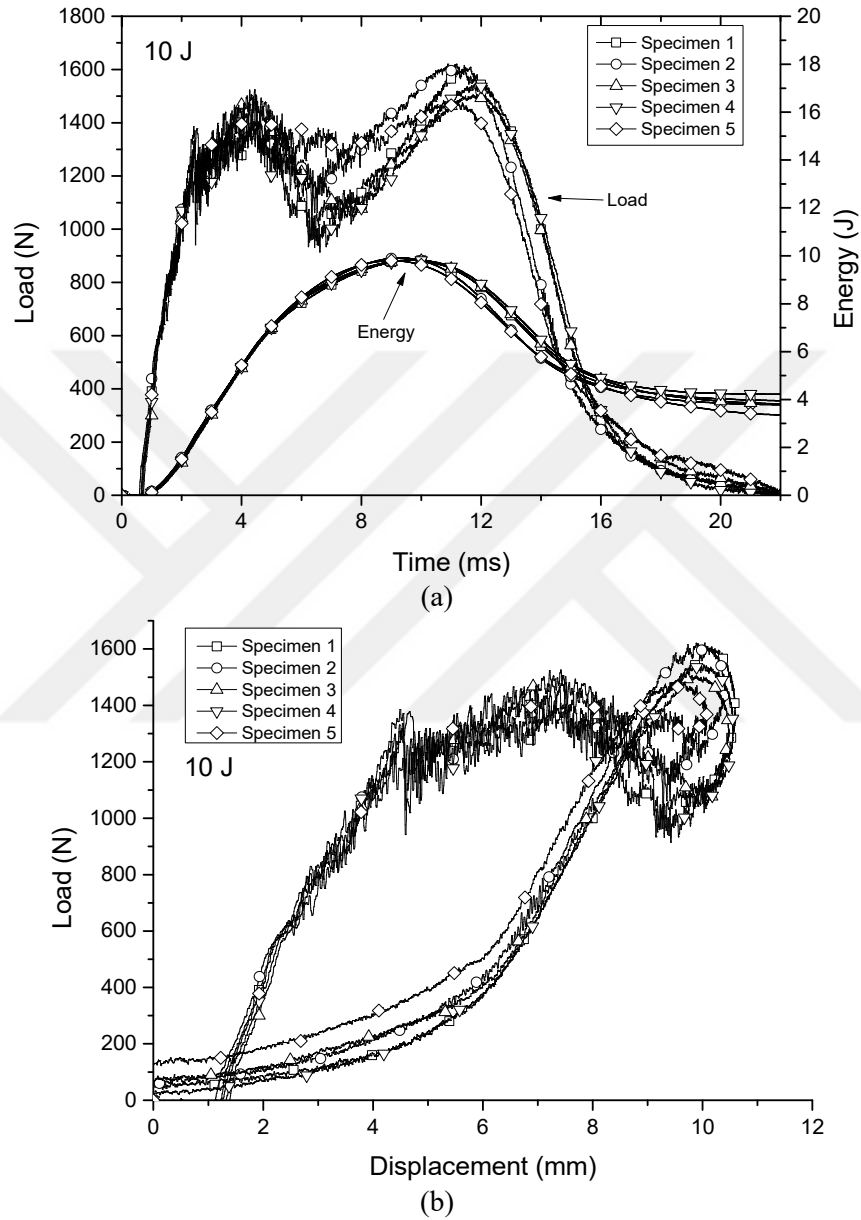 1800
1600
1400
1200
1000
800
600
400
200
0
Load (N)
10 J
Specimen 1
Specimen 2
Specimen 3
Specimen 4
Specimen 5
Load
Energy
20
18
16
14
12
10
8
6
4
2
0
Energy (J)
0 4 8 12 16 20
Time (ms)
(a)
1600
1400
1200
1000
800
600
400
200
0
Load (N)
Specimen 1
Specimen 2
Specimen 3
Specimen 4
Specimen 5
10 J
0 2 4 6 8 10 12
Displacement (mm)
(b)